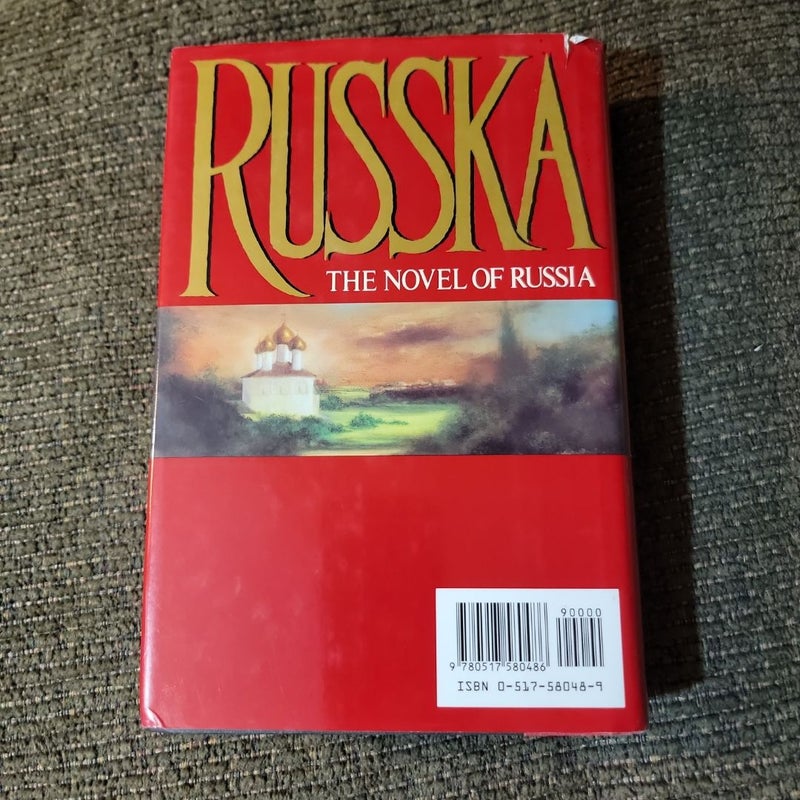 RUSSKA
THE NOVEL OF RUSSIA
90000
9 780517 580486
ISBN 0-517-58048-9